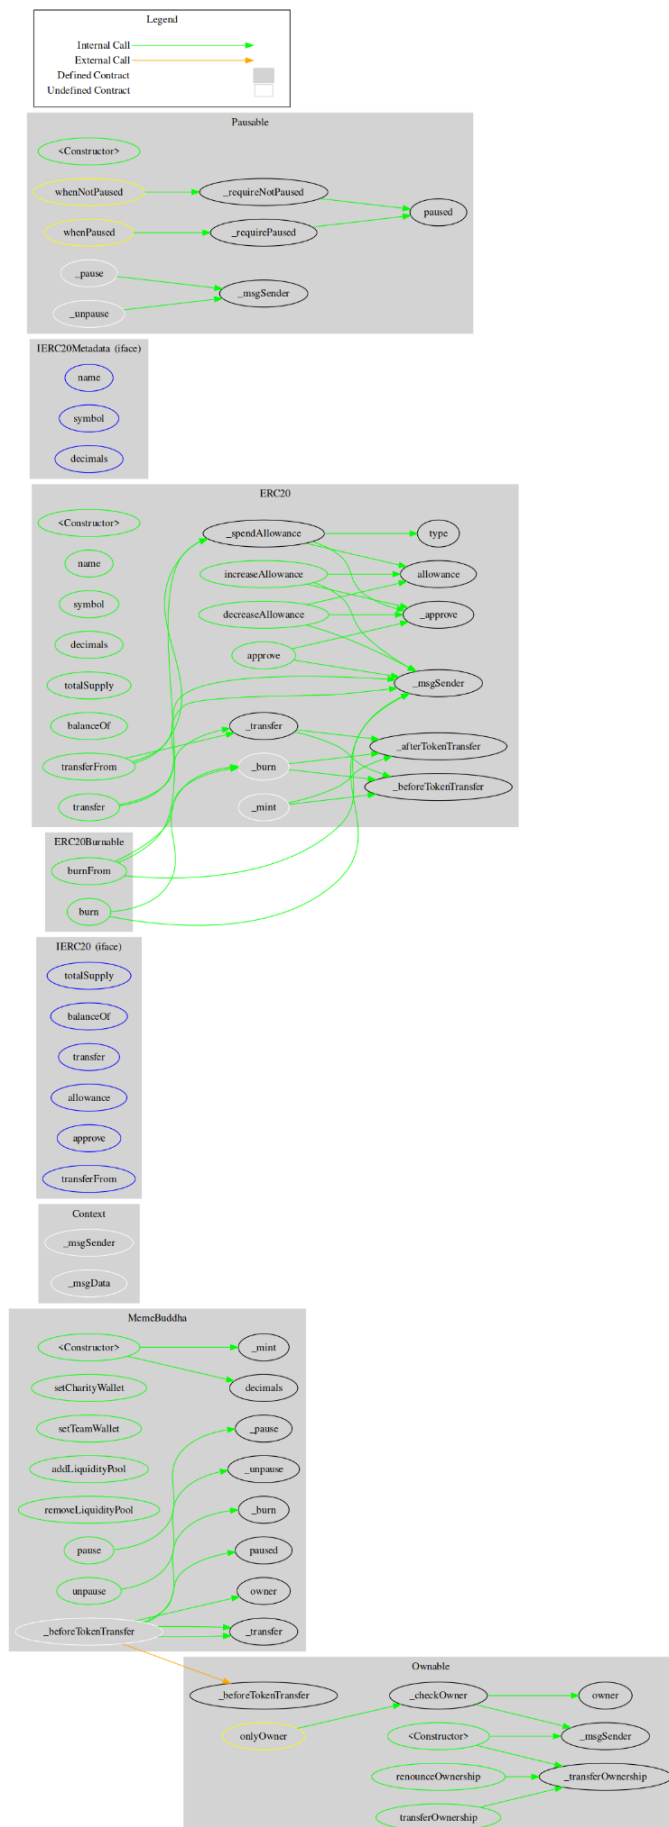 Legend
Internal Call
External Call
Defined Contract
Undefined Contract
Pausable
<Constructor>
whenNotPaused
_requireNotPaused
paused
whenPaused
_requirePaused
_pause
_msgSender
_unpause
IERC20Metadata (iface)
name
symbol
decimals
ERC20
<Constructor>
_spendAllowance
type
name
increaseAllowance
allowance
symbol
decreaseAllowance
_approve
decimals
approve
totalSupply
_msgSender
balanceOf
_transfer
_afterTokenTransfer
transferFrom
_burn
_beforeTokenTransfer
transfer
_mint
ERC20Burnable
burnFrom
burn
IERC20 (iface)
totalSupply
balanceOf
transfer
allowance
approve
transferFrom
Context
_msgSender
_msgData
MemeBuddha
<Constructor>
_mint
setCharityWallet
decimals
setTeamWallet
_pause
addLiquidityPool
_unpause
removeLiquidityPool
_burn
pause
paused
unpause
owner
_beforeTokenTransfer
_transfer
Ownable
_beforeTokenTransfer
_checkOwner
owner
onlyOwner
<Constructor>
_msgSender
renounceOwnership
_transferOwnership
transferOwnership